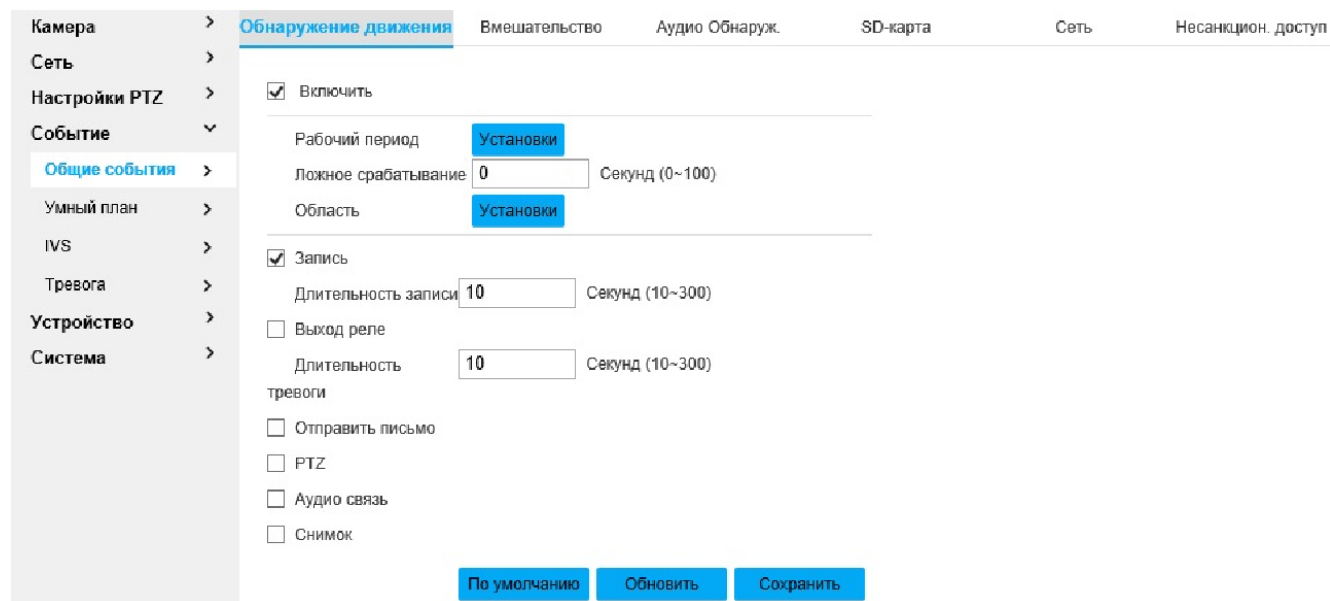 Камера
Сеть
Настройки PTZ
Событие
Общие события
Умный план
IVS
Тревога
Устройство
Система
Обнаружение движения Вмешательство Аудио Обнаруж. SD-карта Сеть Несанкцион. доступ
Включить
Рабочий период Установки
Ложное срабатывание 0 Секунд (0~100)
Область Установки
Запись
Длительность записи 10 Секунд (10~300)
Выход реле
Длительность 10 Секунд (10~300)
тревоги
Отправить письмо
PTZ
Аудио связь
Снимок
По умолчанию Обновить Сохранить